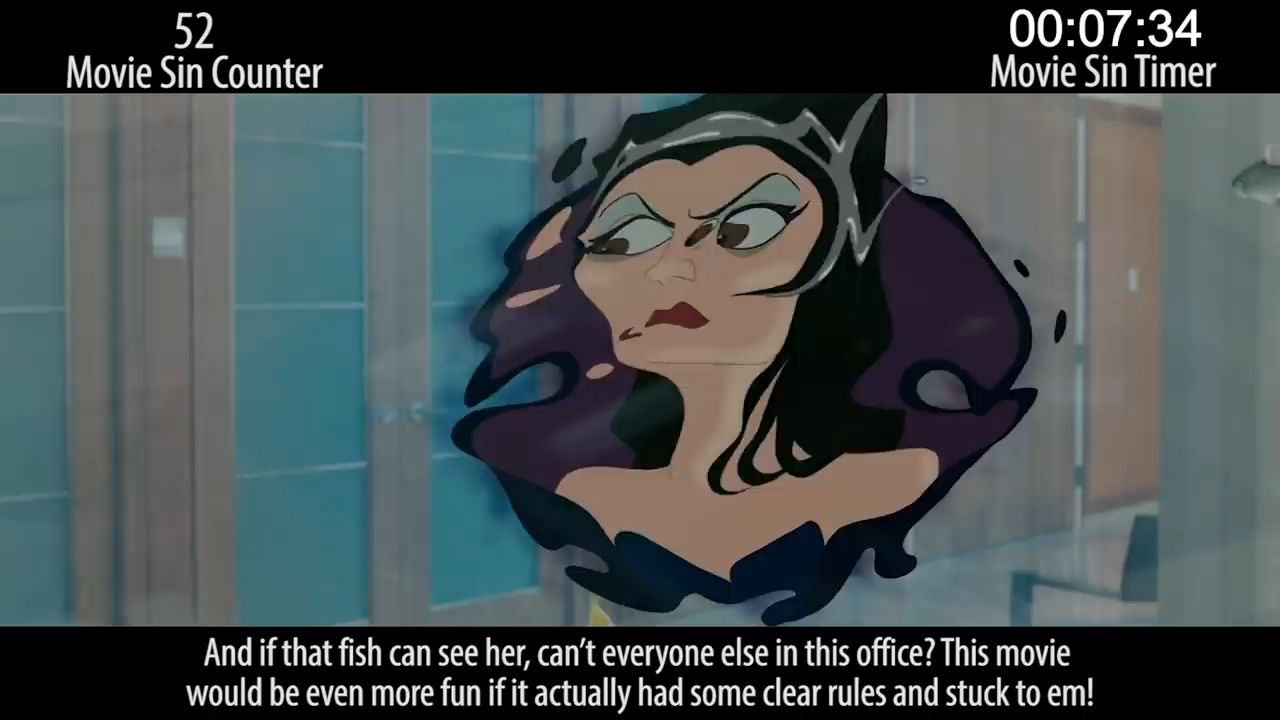 52
Movie Sin Counter
00:07:34
Movie Sin Timer
And if that fish can see her, can't everyone else in this office? This movie
would be even more fun if it actually had some clear rules and stuck to em!